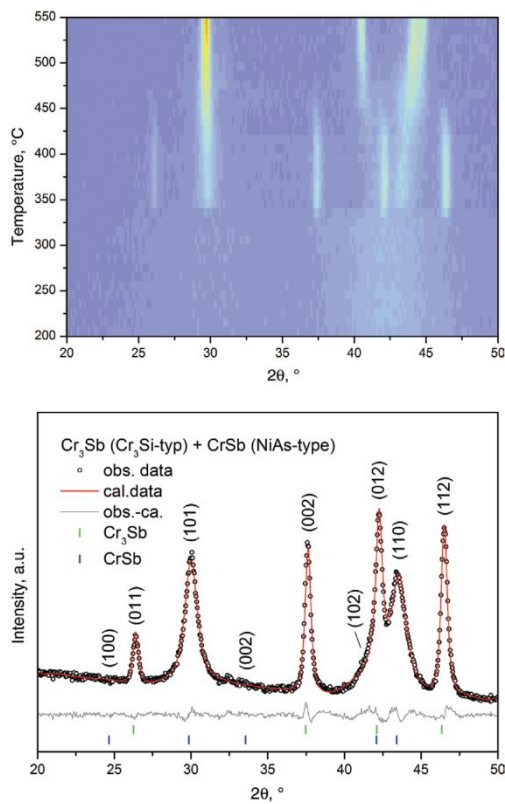 550
500
450
400
350
300
250
200
Temperature, °C
20 25 30 35 40 45 50
2θ, °
Cr₃Sb (Cr₃Si-typ) + CrSb (NiAs-type)
obs. data
cal.data
obs.-ca.
Cr₃Sb
CrSb
(100)
(011)
(101)
(002)
(002)
(102)
(012)
(110)
(112)
Intensity, a.u.
20 25 30 35 40 45 50
2θ, °